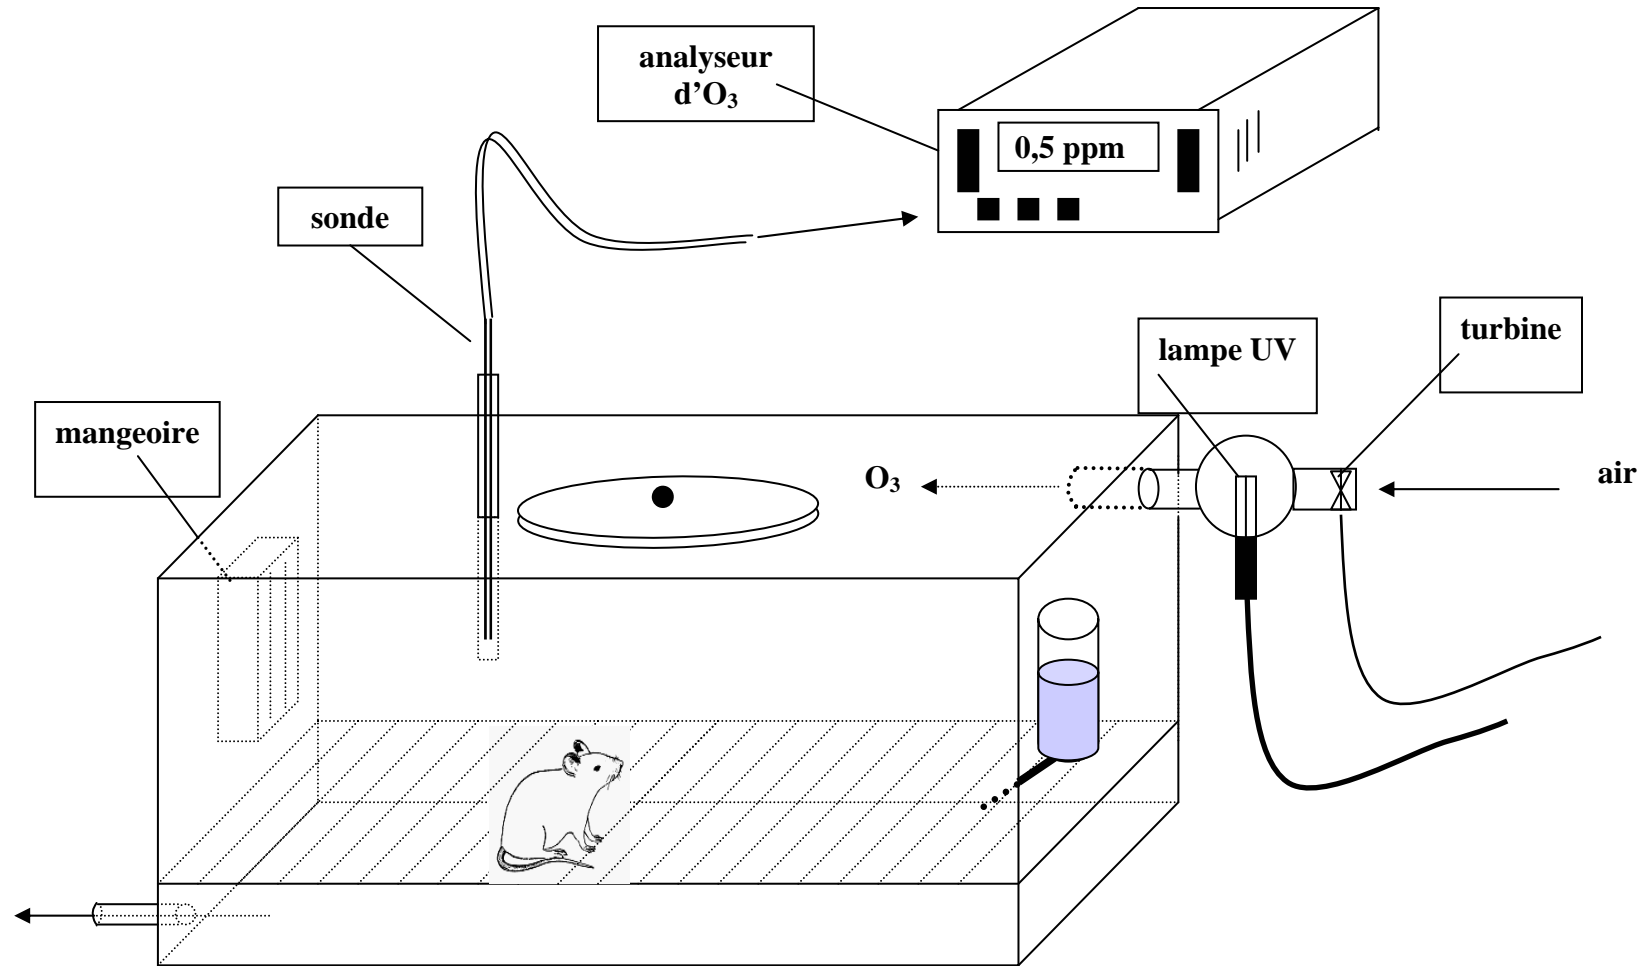 analyseur
d’O₃
0,5 ppm
sonde
turbine
lampe UV
mangeoire
O₃
air